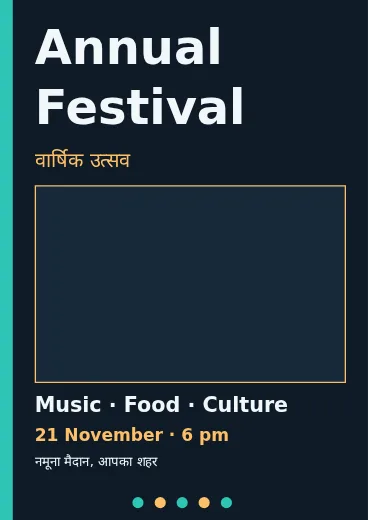 Annual
Festival
वार्षिक उत्सव
Music · Food · Culture
21 November · 6 pm
नमूना मैदान, आपका शहर